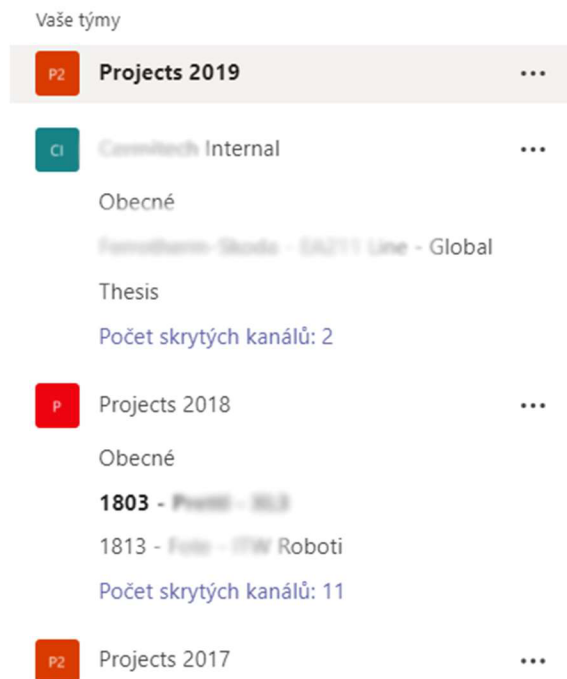 Vaše týmy
P2 Projects 2019 ...
CI Internal ...
Obecné
- Global
Thesis
Počet skrytých kanálů: 2
P Projects 2018 ...
Obecné
1803 -
1813 - Roboti
Počet skrytých kanálů: 11
P2 Projects 2017 ...